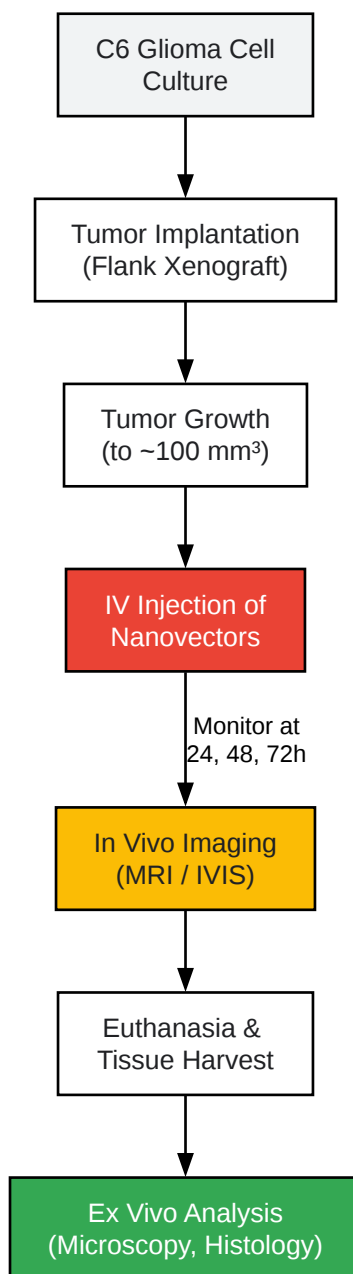 C6 Glioma Cell
Culture
Tumor Implantation
(Flank Xenograft)
Tumor Growth
(to ~100 mm³)
IV Injection of
Nanovectors
Monitor at
24, 48, 72h
In Vivo Imaging
(MRI / IVIS)
Euthanasia &
Tissue Harvest
Ex Vivo Analysis
(Microscopy, Histology)